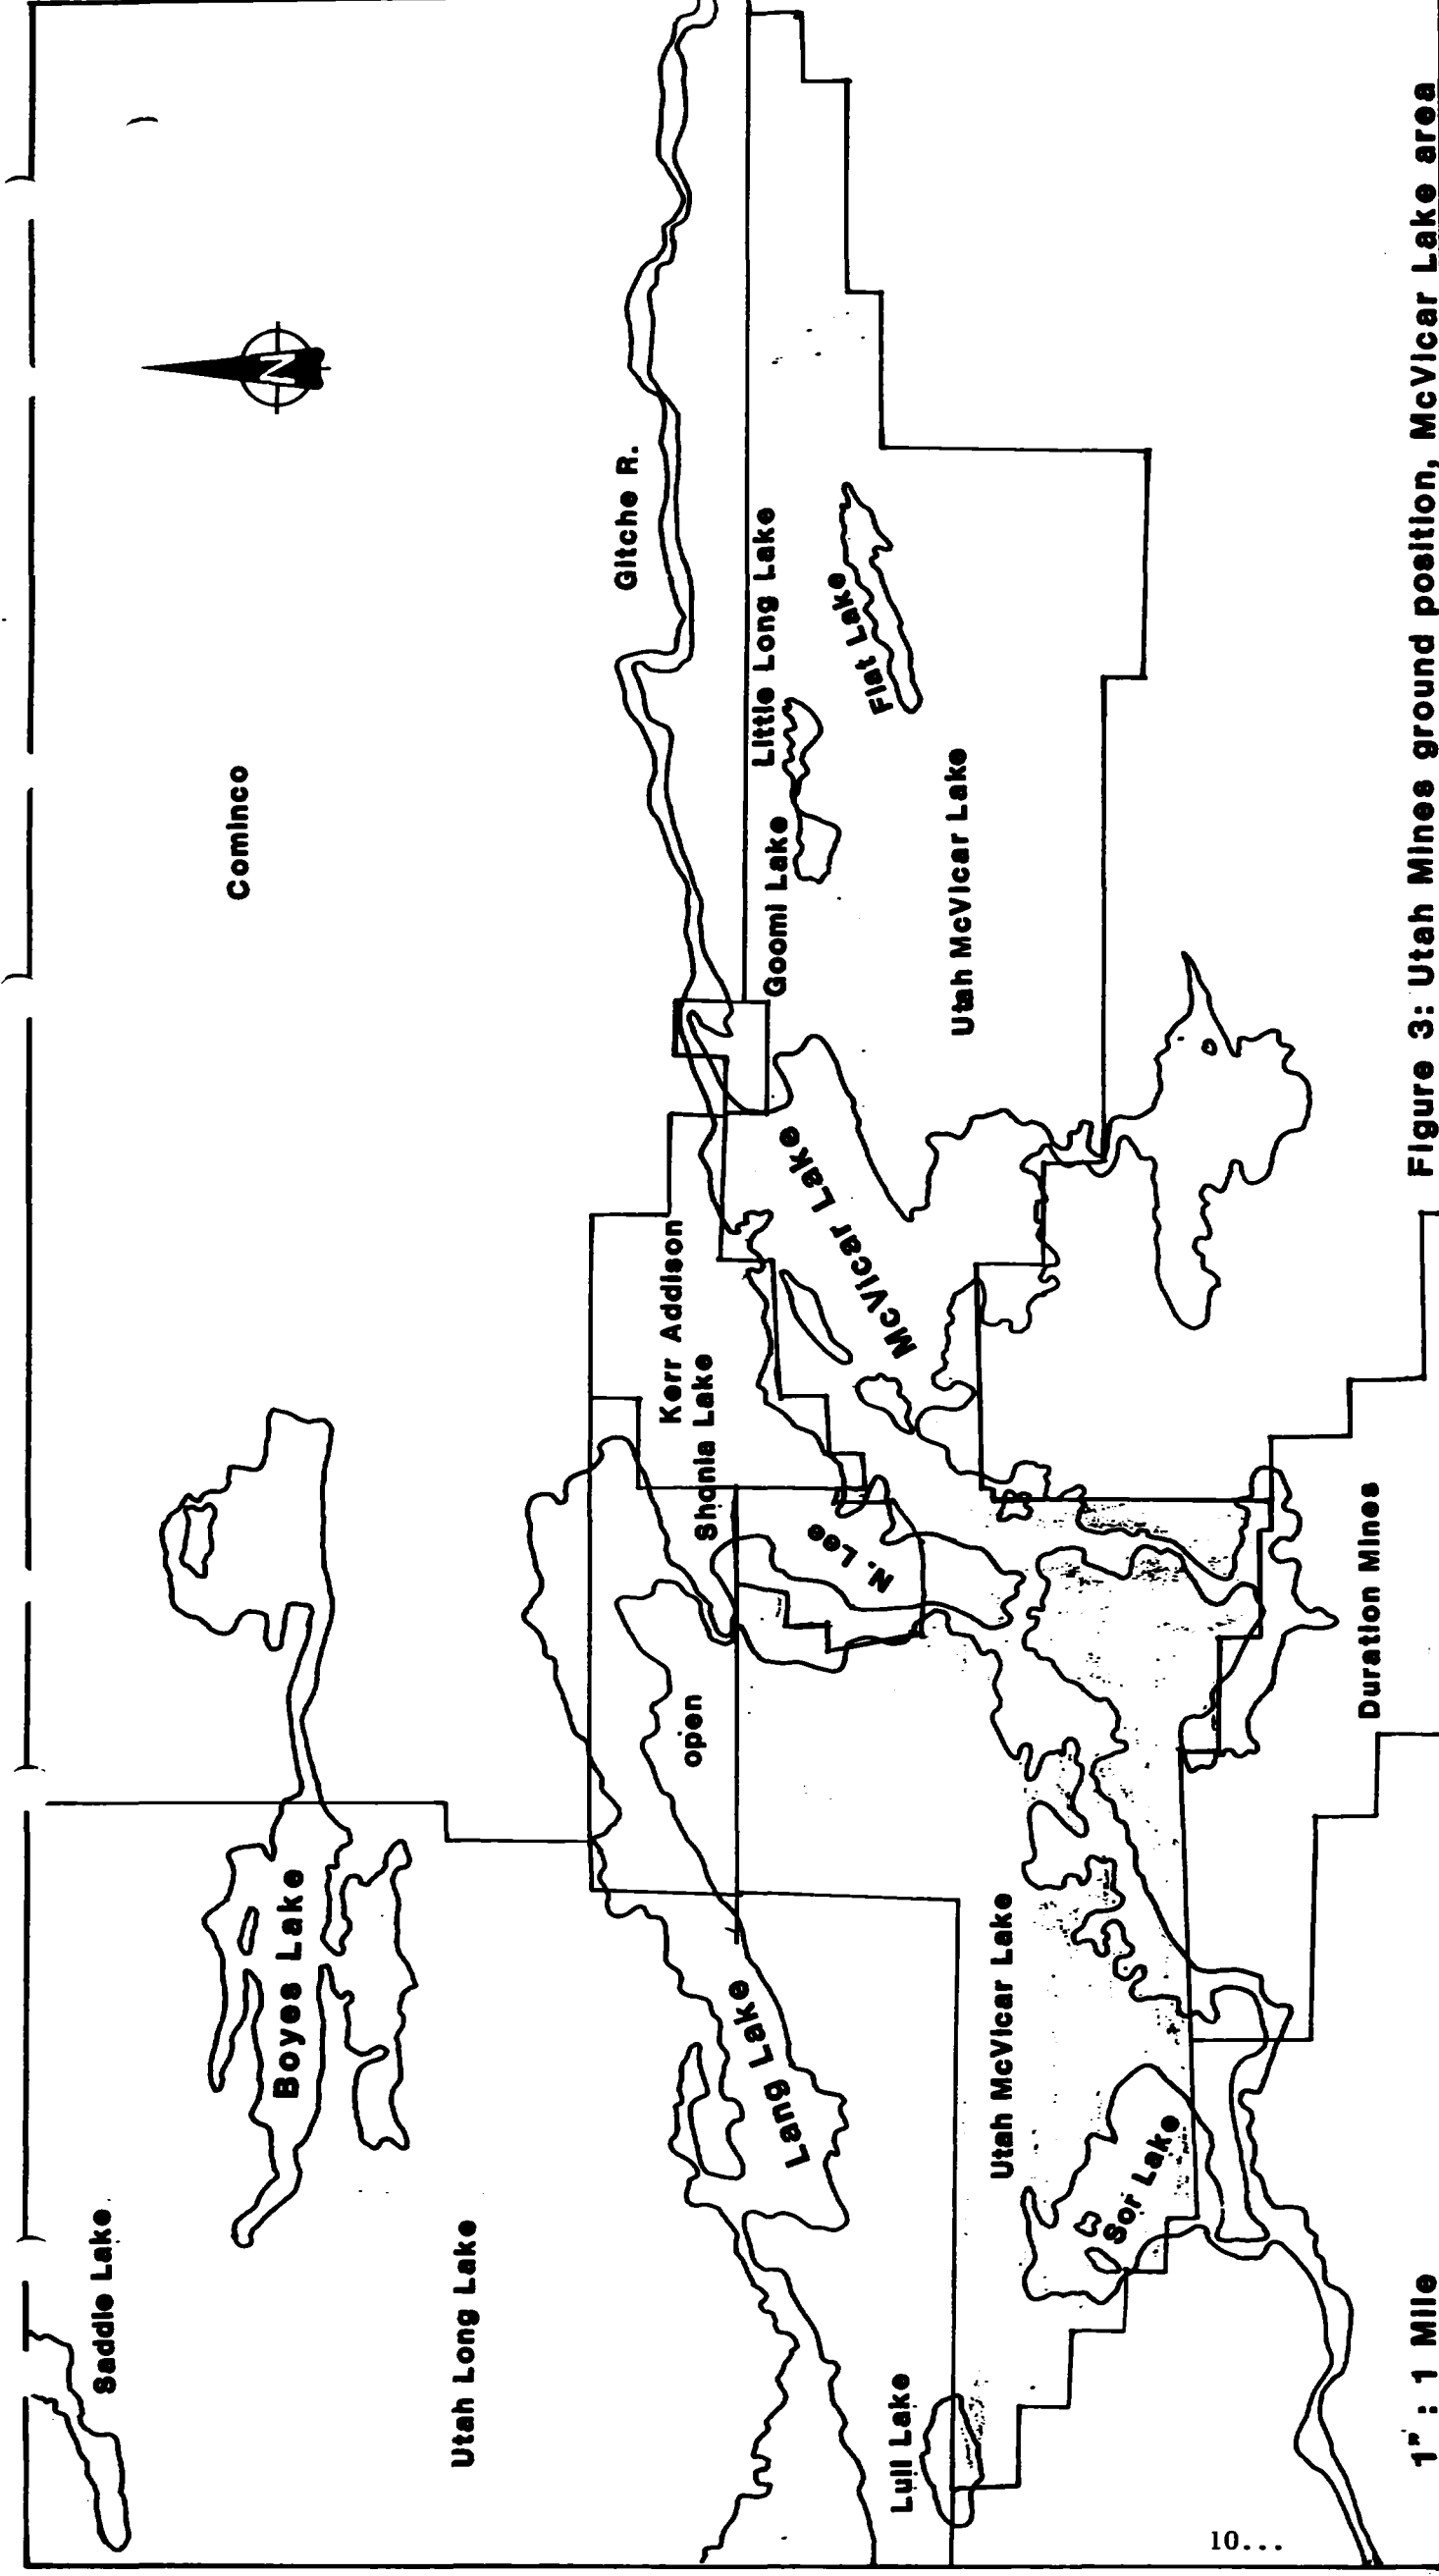 Saddle Lake
Boyes Lake
Cominco
N
Utah Long Lake
Gitche R.
Kerr Addison
Shonia Lake
open
Lang Lake
Little Long Lake
Goomi Lake
Flat Lake
McVicar Lake
N. Lee
Utah McVicar Lake
Lull Lake
Utah McVicar Lake
Sor Lake
Duration Mines
1" : 1 Mile
Figure 3: Utah Mines ground position, McVicar Lake area
10...